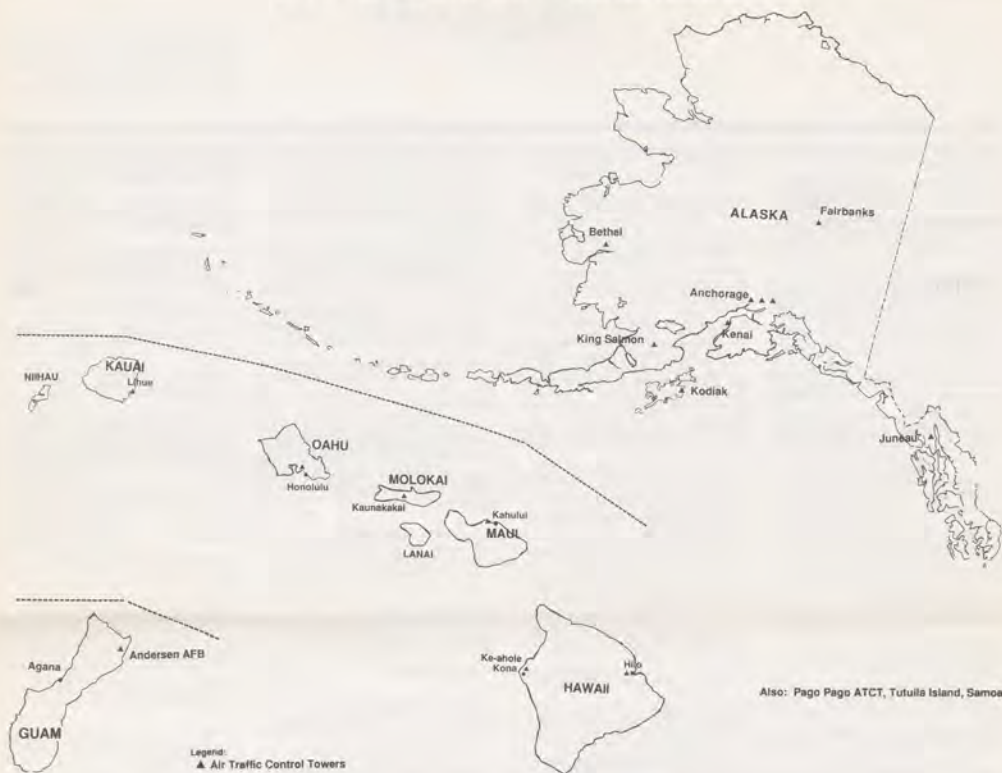 ALASKA
Fairbanks
Bethel
Anchorage
King Salmon
Kenai
Kodiak
Juneau
NIIHAU
KAUAI
Lihue
OAHU
Honolulu
MOLOKAI
Kaunakakai
LANAI
Kahului
MAUI
Agana
Andersen AFB
GUAM
Ke-ahole
Kona
Hilo
HAWAII
Also: Pago Pago ATCT, Tutuila Island, Samoa
Legend:
▲ Air Traffic Control Towers